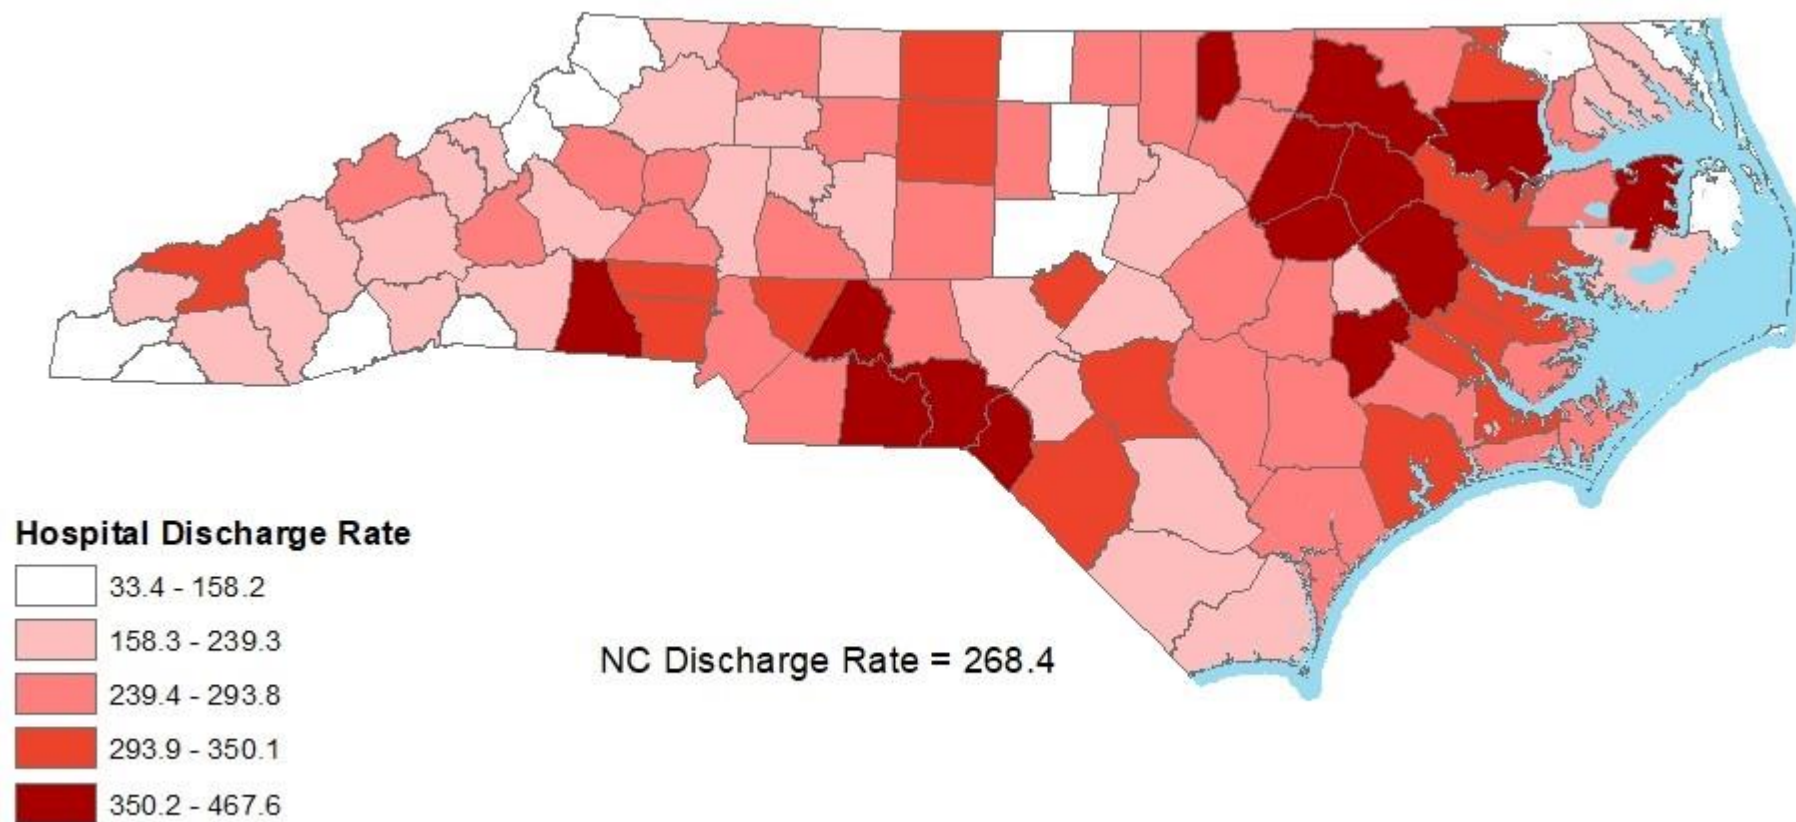 Hospital Discharge Rate
33.4 - 158.2
158.3 - 239.3
239.4 - 293.8
293.9 - 350.1
350.2 - 467.6
NC Discharge Rate = 268.4